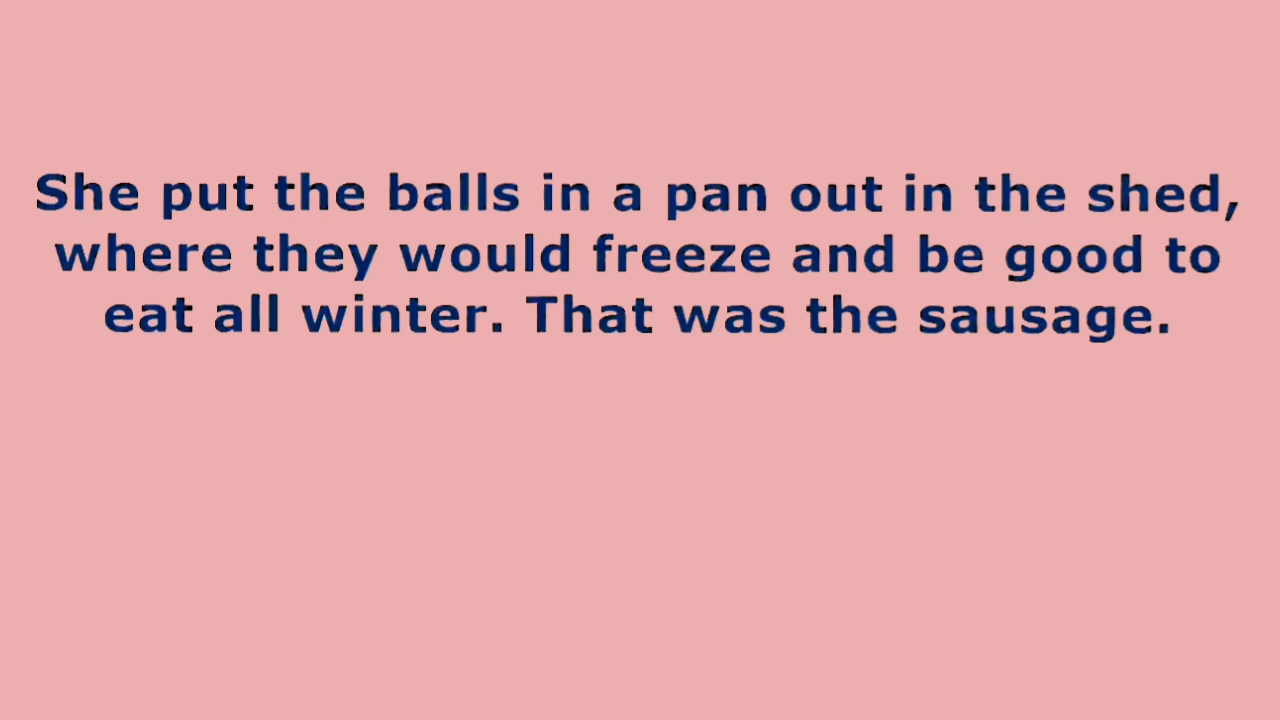 She put the balls in a pan out in the shed,
where they would freeze and be good to
eat all winter. That was the sausage.